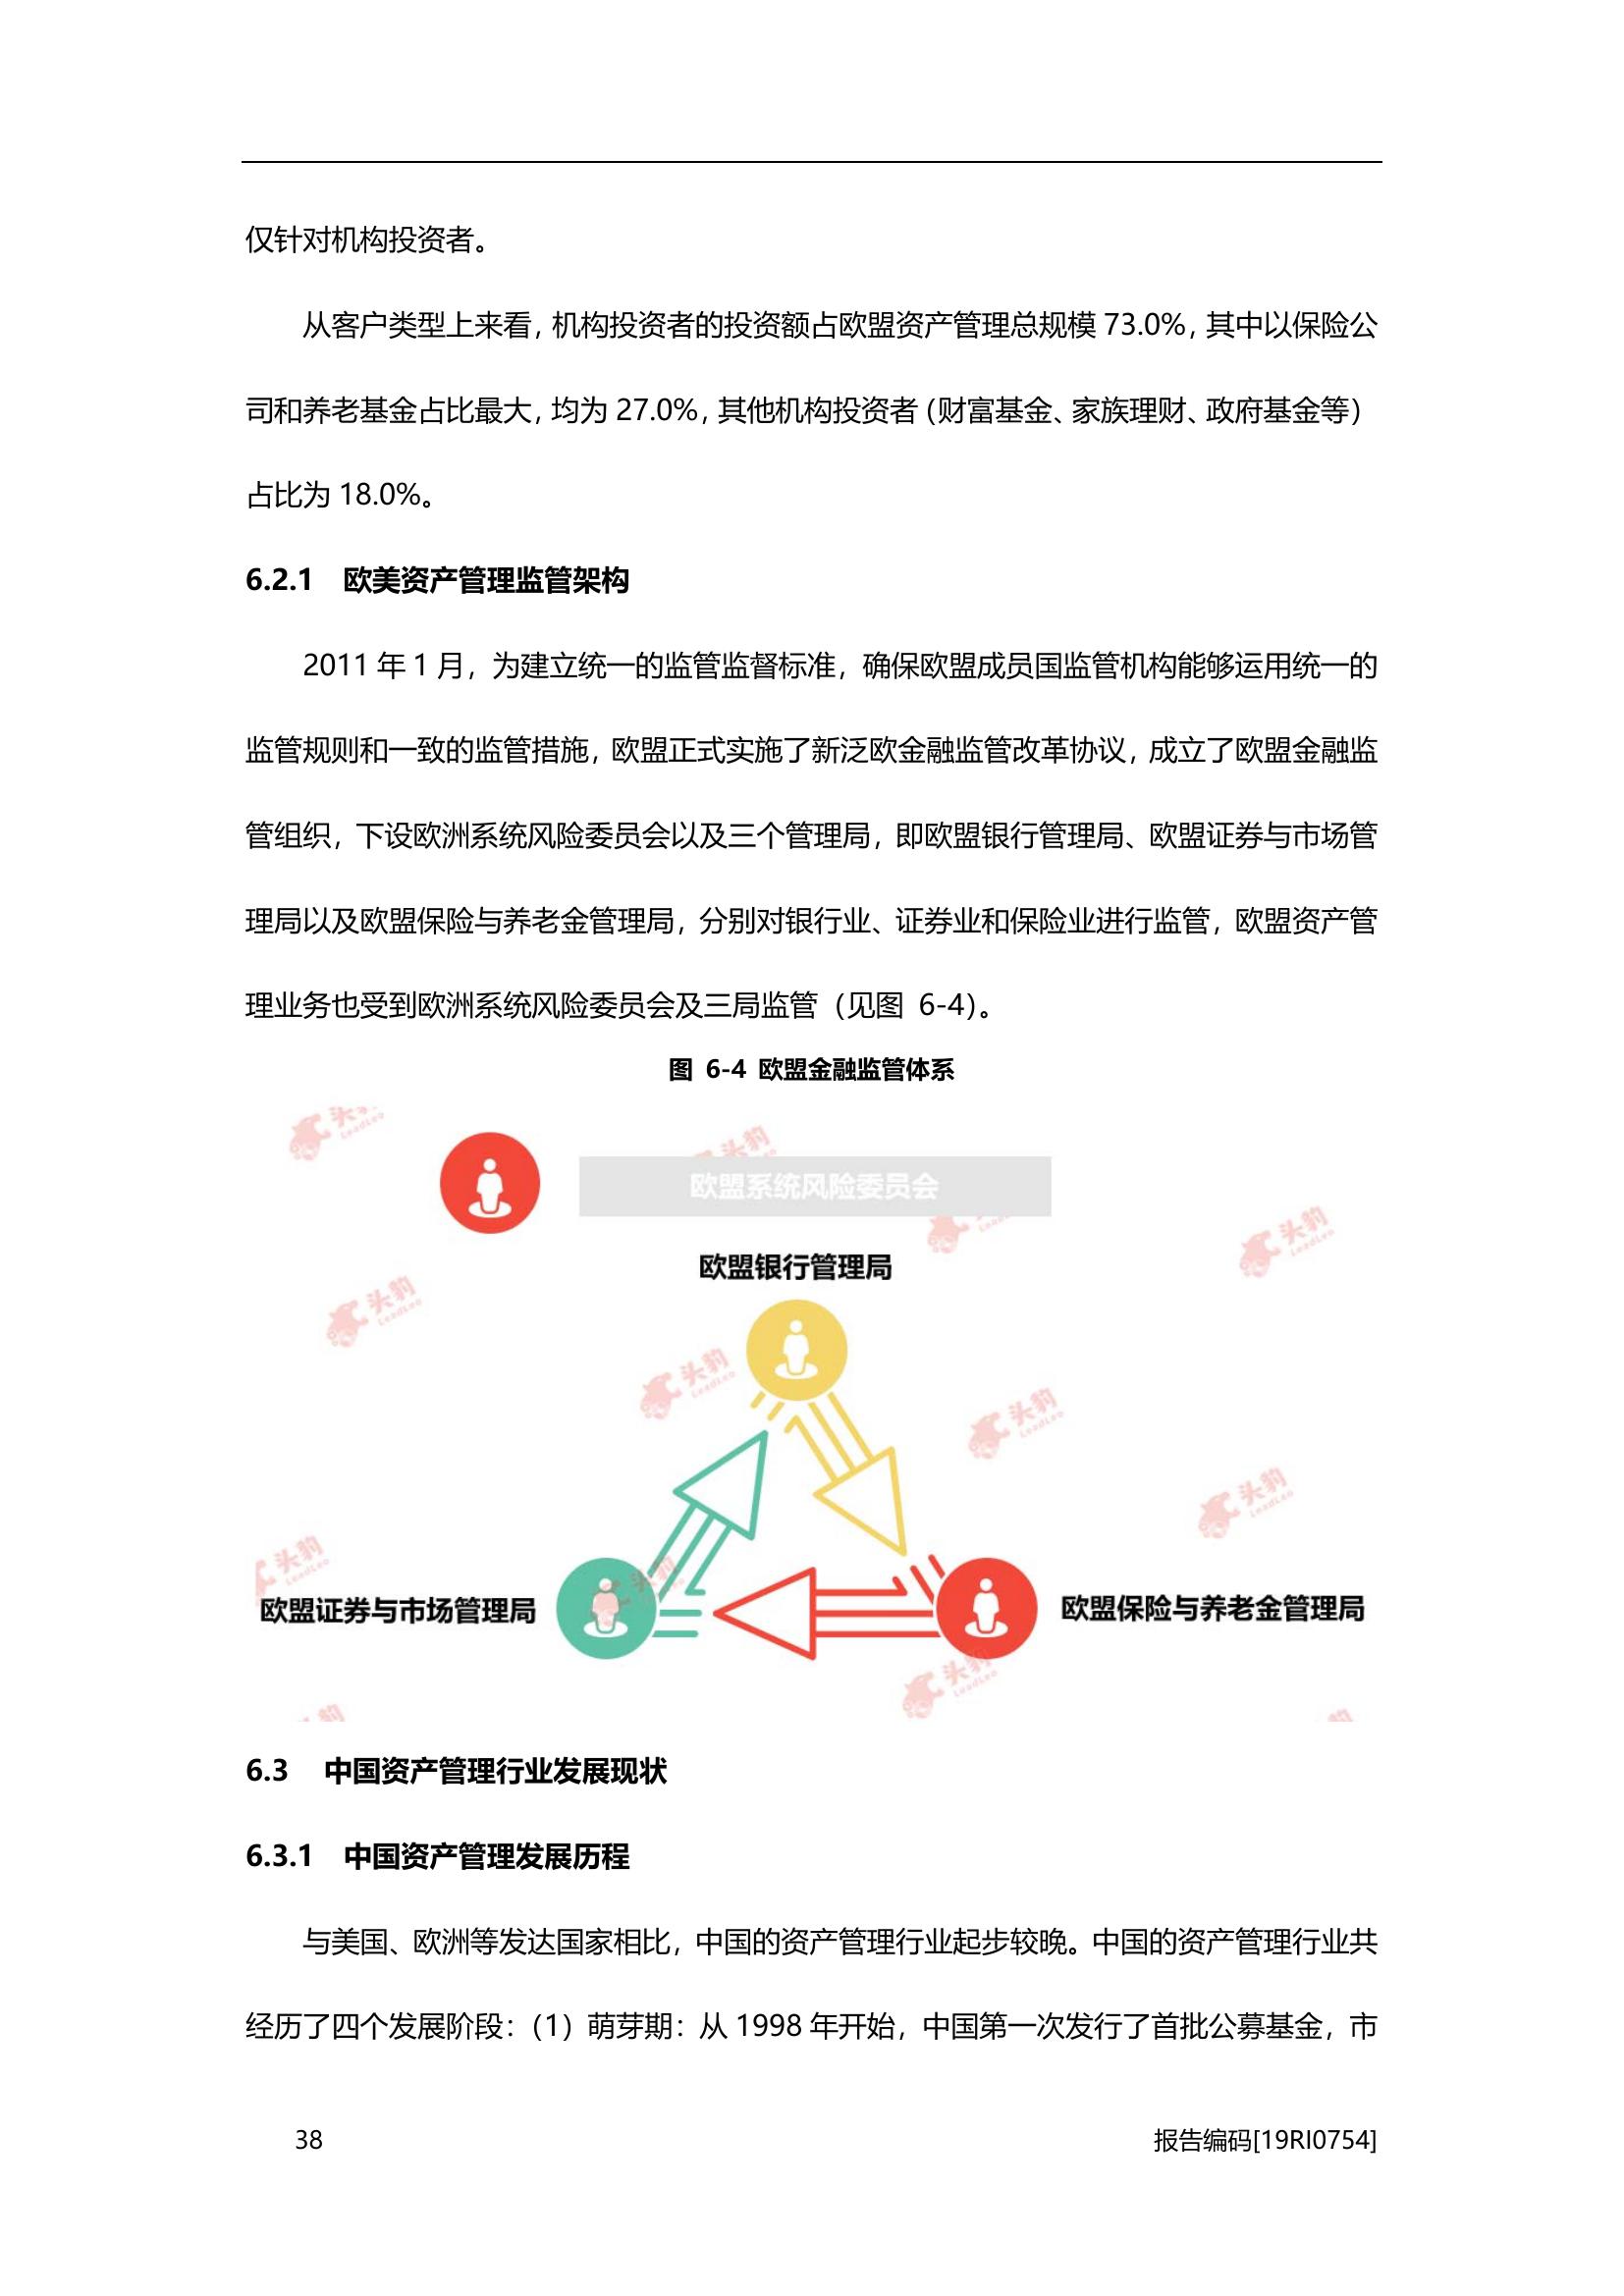 仅针对机构投资者。
从客户类型上来看，机构投资者的投资额占欧盟资产管理总规模 73.0%，其中以保险公
司和养老基金占比最大，均为 27.0%，其他机构投资者（财富基金、家族理财、政府基金等）
占比为 18.0%。
6.2.1 欧美资产管理监管架构
2011 年 1 月，为建立统一的监管监督标准，确保欧盟成员国监管机构能够运用统一的
监管规则和一致的监管措施，欧盟正式实施了新泛欧金融监管改革协议，成立了欧盟金融监
管组织，下设欧洲系统风险委员会以及三个管理局，即欧盟银行管理局、欧盟证券与市场管
理局以及欧盟保险与养老金管理局，分别对银行业、证券业和保险业进行监管，欧盟资产管
理业务也受到欧洲系统风险委员会及三局监管（见图 6-4）。
图 6-4 欧盟金融监管体系
欧盟系统风险委员会
欧盟银行管理局
欧盟证券与市场管理局
欧盟保险与养老金管理局
头豹
LeadLeo
6.3 中国资产管理行业发展现状
6.3.1 中国资产管理发展历程
与美国、欧洲等发达国家相比，中国的资产管理行业起步较晚。中国的资产管理行业共
经历了四个发展阶段：（1）萌芽期：从 1998 年开始，中国第一次发行了首批公募基金，市
38
报告编码[19RI0754]